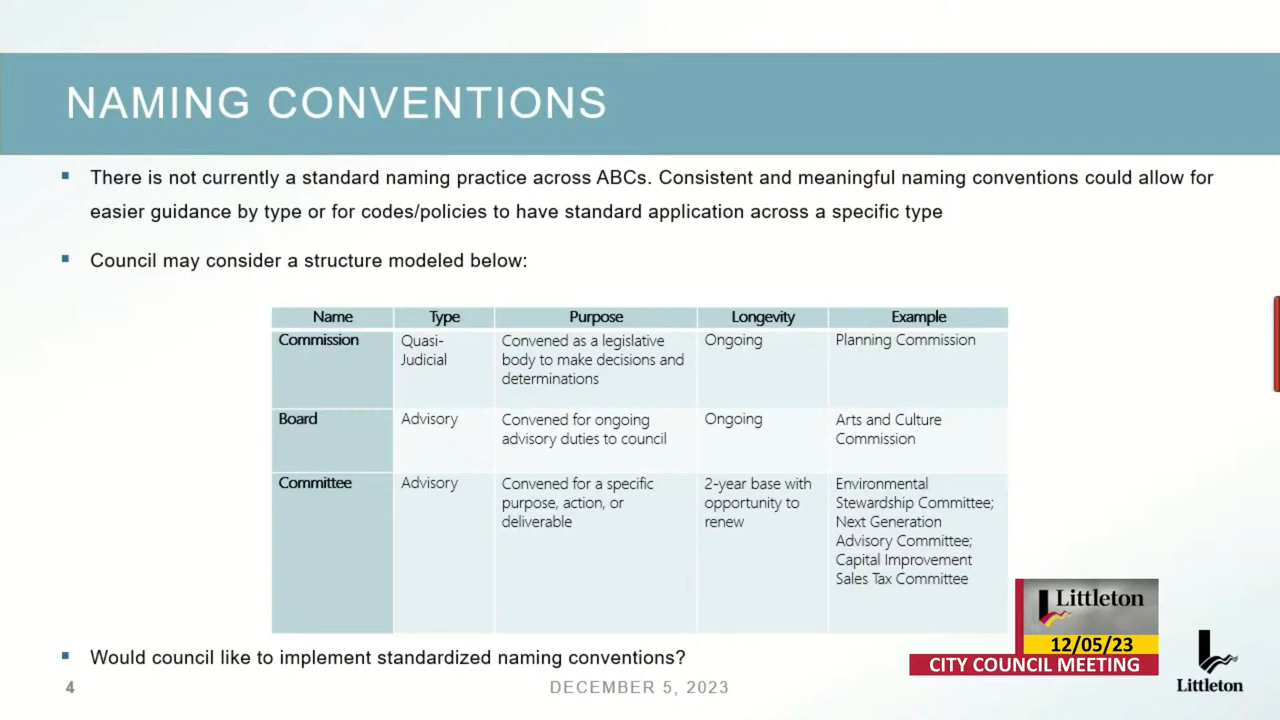 NAMING CONVENTIONS
▪ There is not currently a standard naming practice across ABCs. Consistent and meaningful naming conventions could allow for
easier guidance by type or for codes/policies to have standard application across a specific type
▪ Council may consider a structure modeled below:
Name Type Purpose Longevity Example
Commission Quasi- Convened as a legislative Ongoing Planning Commission
Judicial body to make decisions and
determinations
Board Advisory Convened for ongoing Ongoing Arts and Culture
advisory duties to council Commission
Committee Advisory Convened for a specific 2-year base with Environmental
purpose, action, or opportunity to Stewardship Committee;
deliverable renew Next Generation
Advisory Committee;
Capital Improvement
Sales Tax Committee
Littleton
12/05/23
CITY COUNCIL MEETING
▪ Would council like to implement standardized naming conventions?
4 DECEMBER 5, 2023
Littleton